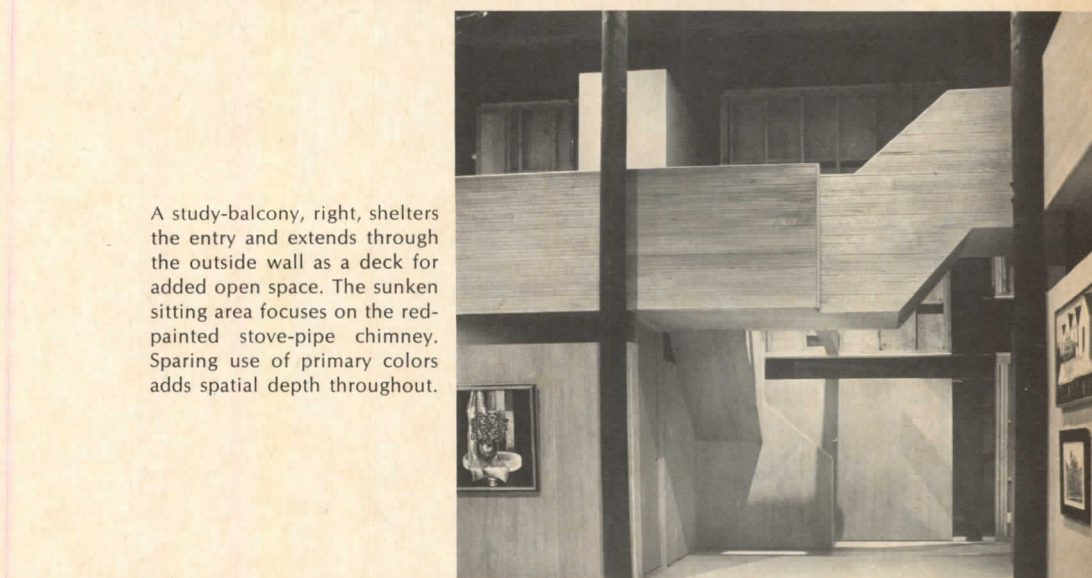 A study-balcony, right, shelters
the entry and extends through
the outside wall as a deck for
added open space. The sunken
sitting area focuses on the red-
painted stove-pipe chimney.
Sparing use of primary colors
adds spatial depth throughout.